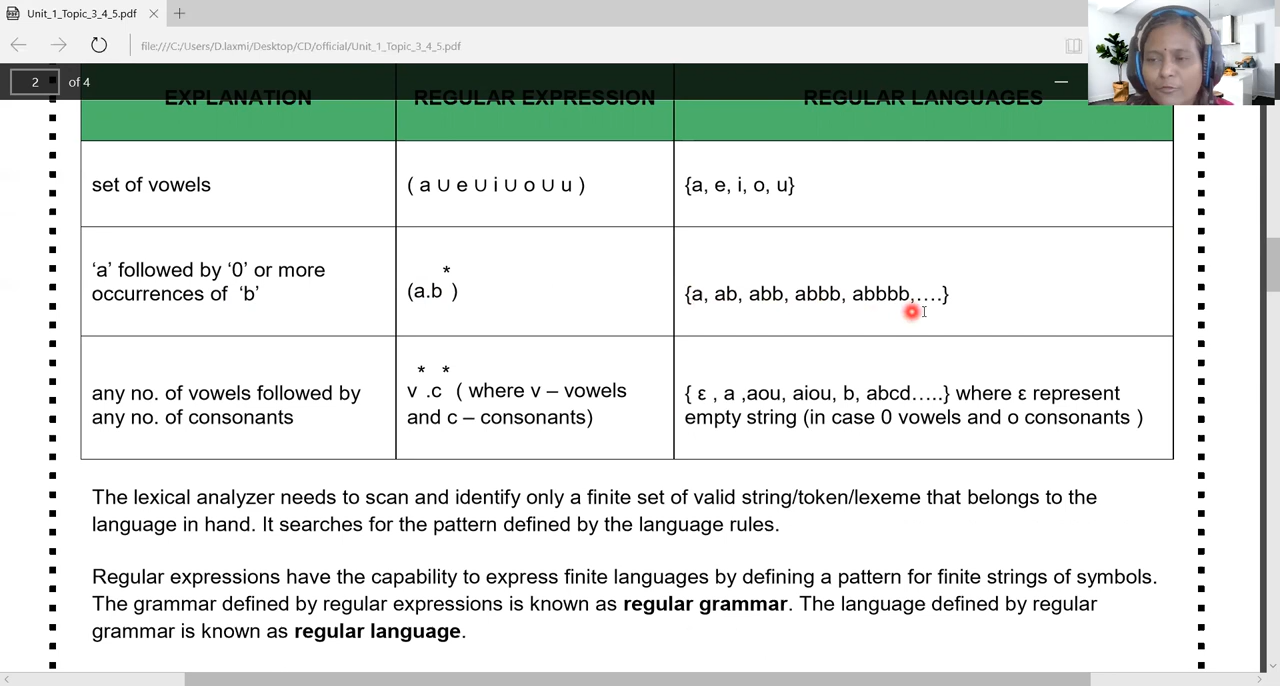 Unit_1_Topic_3_4_5.pdf
file:///C:/Users/D.laxmi/Desktop/CD/official/Unit_1_Topic_3_4_5.pdf
2 of 4
EXPLANATION REGULAR EXPRESSION REGULAR LANGUAGES
set of vowels ( a ∪ e ∪ i ∪ o ∪ u ) {a, e, i, o, u}
‘a’ followed by ‘0’ or more
occurrences of ‘b’
*
(a.b )
{a, ab, abb, abbb, abbbb,….}
any no. of vowels followed by
any no. of consonants
* *
v .c ( where v – vowels
and c – consonants)
{ ε , a ,aou, aiou, b, abcd…..} where ε represent
empty string (in case 0 vowels and o consonants )
The lexical analyzer needs to scan and identify only a finite set of valid string/token/lexeme that belongs to the
language in hand. It searches for the pattern defined by the language rules.
Regular expressions have the capability to express finite languages by defining a pattern for finite strings of symbols.
The grammar defined by regular expressions is known as regular grammar. The language defined by regular
grammar is known as regular language.